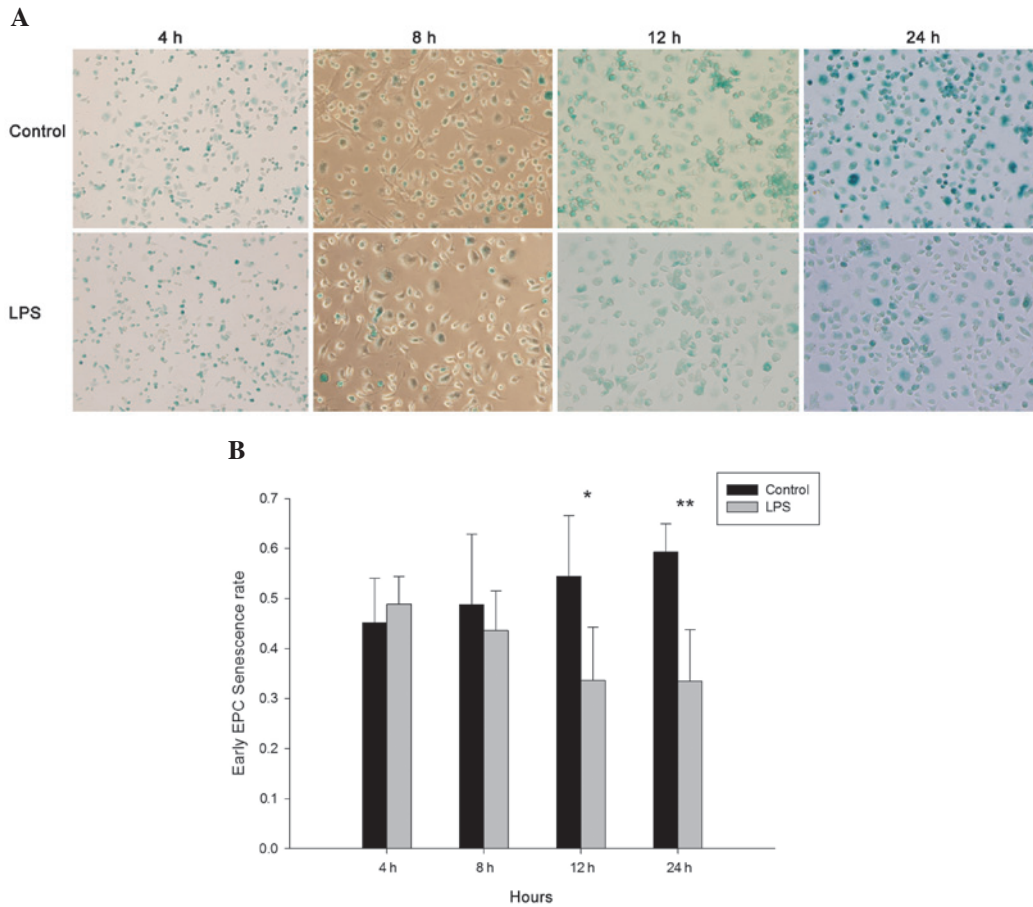 A
4 h 8 h 12 h 24 h
Control
LPS
B
Control
LPS
* **
0.7
0.6
0.5
0.4
0.3
0.2
0.1
0.0
Early EPC Senescence rate
4 h 8 h 12 h 24 h
Hours